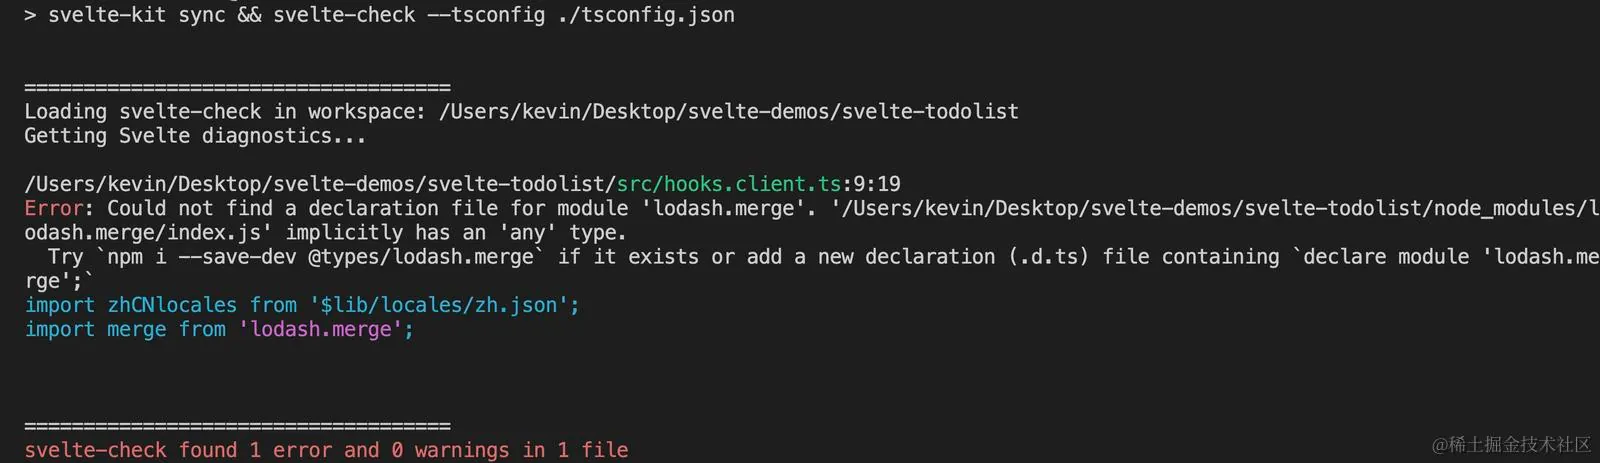 > svelte-kit sync && svelte-check --tsconfig ./tsconfig.json
====================================
Loading svelte-check in workspace: /Users/kevin/Desktop/svelte-demos/svelte-todolist
Getting Svelte diagnostics...
/Users/kevin/Desktop/svelte-demos/svelte-todolist/src/hooks.client.ts:9:19
Error: Could not find a declaration file for module 'lodash.merge'. '/Users/kevin/Desktop/svelte-demos/svelte-todolist/node_modules/l
odash.merge/index.js' implicitly has an 'any' type.
  Try `npm i --save-dev @types/lodash.merge` if it exists or add a new declaration (.d.ts) file containing `declare module 'lodash.me
rge';`
import zhCNlocales from '$lib/locales/zh.json';
import merge from 'lodash.merge';
====================================
svelte-check found 1 error and 0 warnings in 1 file
@稀土掘金技术社区